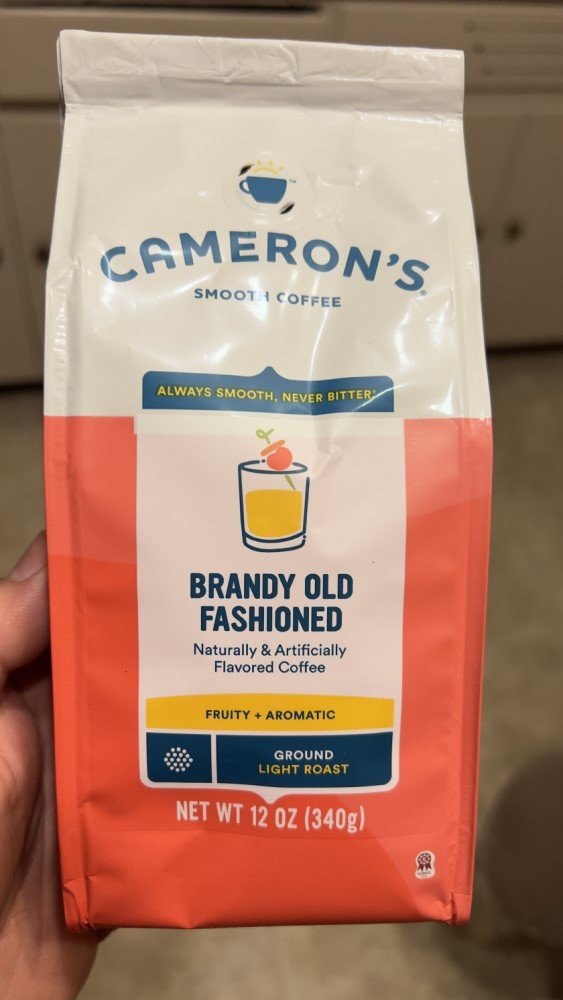 CAMERON'S®
SMOOTH COFFEE
ALWAYS SMOOTH, NEVER BITTER®
BRANDY OLD
FASHIONED
Naturally & Artificially
Flavored Coffee
FRUITY + AROMATIC
GROUND
LIGHT ROAST
NET WT 12 OZ (340g)